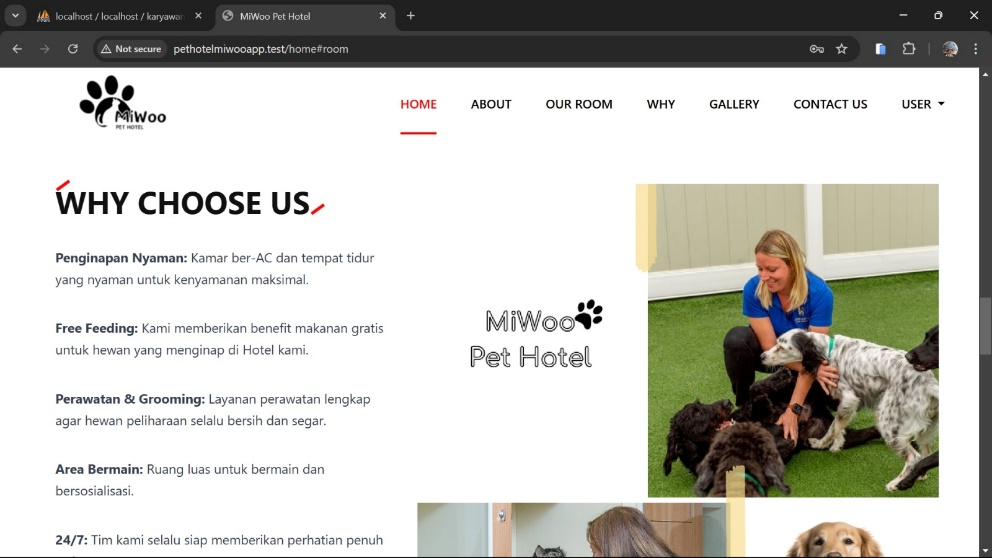 localhost / localhost / karyawan
MiWoo Pet Hotel
Not secure
pethotelmiwooapp.test/home#room
MiWoo
PET HOTEL
HOME
ABOUT
OUR ROOM
WHY
GALLERY
CONTACT US
USER
WHY CHOOSE US
Penginapan Nyaman: Kamar ber-AC dan tempat tidur
yang nyaman untuk kenyamanan maksimal.
Free Feeding: Kami memberikan benefit makanan gratis
untuk hewan yang menginap di Hotel kami.
Perawatan & Grooming: Layanan perawatan lengkap
agar hewan peliharaan selalu bersih dan segar.
Area Bermain: Ruang luas untuk bermain dan
bersosialisasi.
24/7: Tim kami selalu siap memberikan perhatian penuh
MiWoo
Pet Hotel